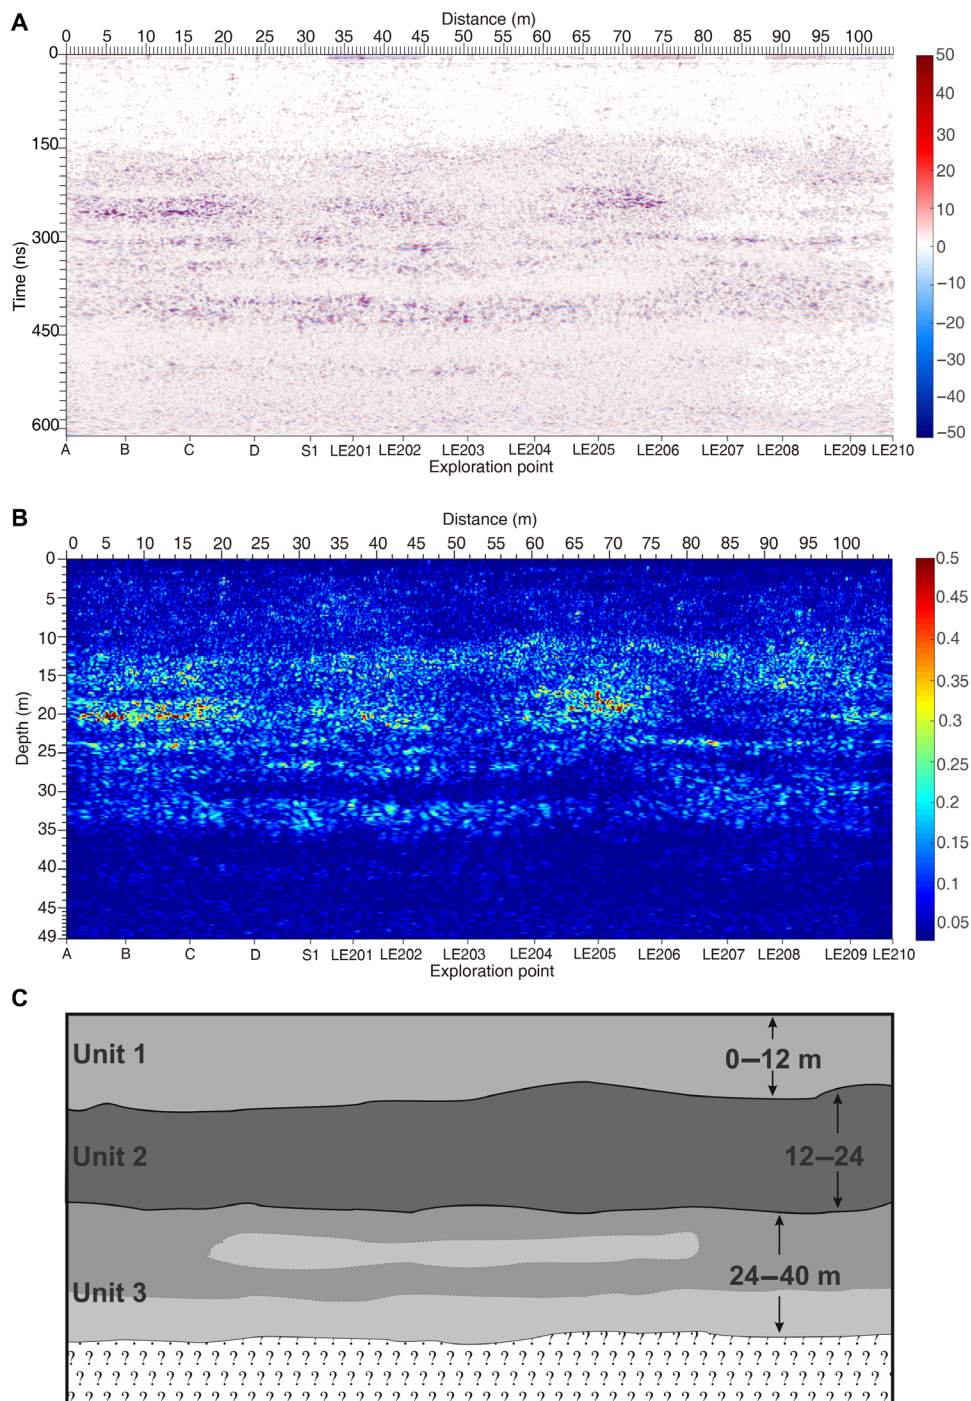 A
Distance (m)
0 5 10 15 20 25 30 35 40 45 50 55 60 65 70 75 80 85 90 95 100
0
150
300
450
600
Time (ns)
50
40
30
20
10
0
−10
−20
−30
−40
−50
A B C D S1 LE201 LE202 LE203 LE204 LE205 LE206 LE207 LE208 LE209 LE210
Exploration point
B
Distance (m)
0 5 10 15 20 25 30 35 40 45 50 55 60 65 70 75 80 85 90 95 100
0
5
10
15
20
25
30
35
40
45
49
Depth (m)
0.5
0.45
0.4
0.35
0.3
0.25
0.2
0.15
0.1
0.05
A B C D S1 LE201 LE202 LE203 LE204 LE205 LE206 LE207 LE208 LE209 LE210
Exploration point
C
Unit 1
0–12 m
Unit 2
12–24
Unit 3
24–40 m
? ? ? ? ? ? ? ? ? ? ? ? ? ? ? ? ? ? ? ? ? ? ? ? ? ?
? ? ? ? ? ? ? ? ? ? ? ? ? ? ? ? ? ? ? ? ? ? ? ? ?
? ? ? ? ? ? ? ? ? ? ? ? ? ? ? ? ? ? ? ? ? ? ? ? ? ?